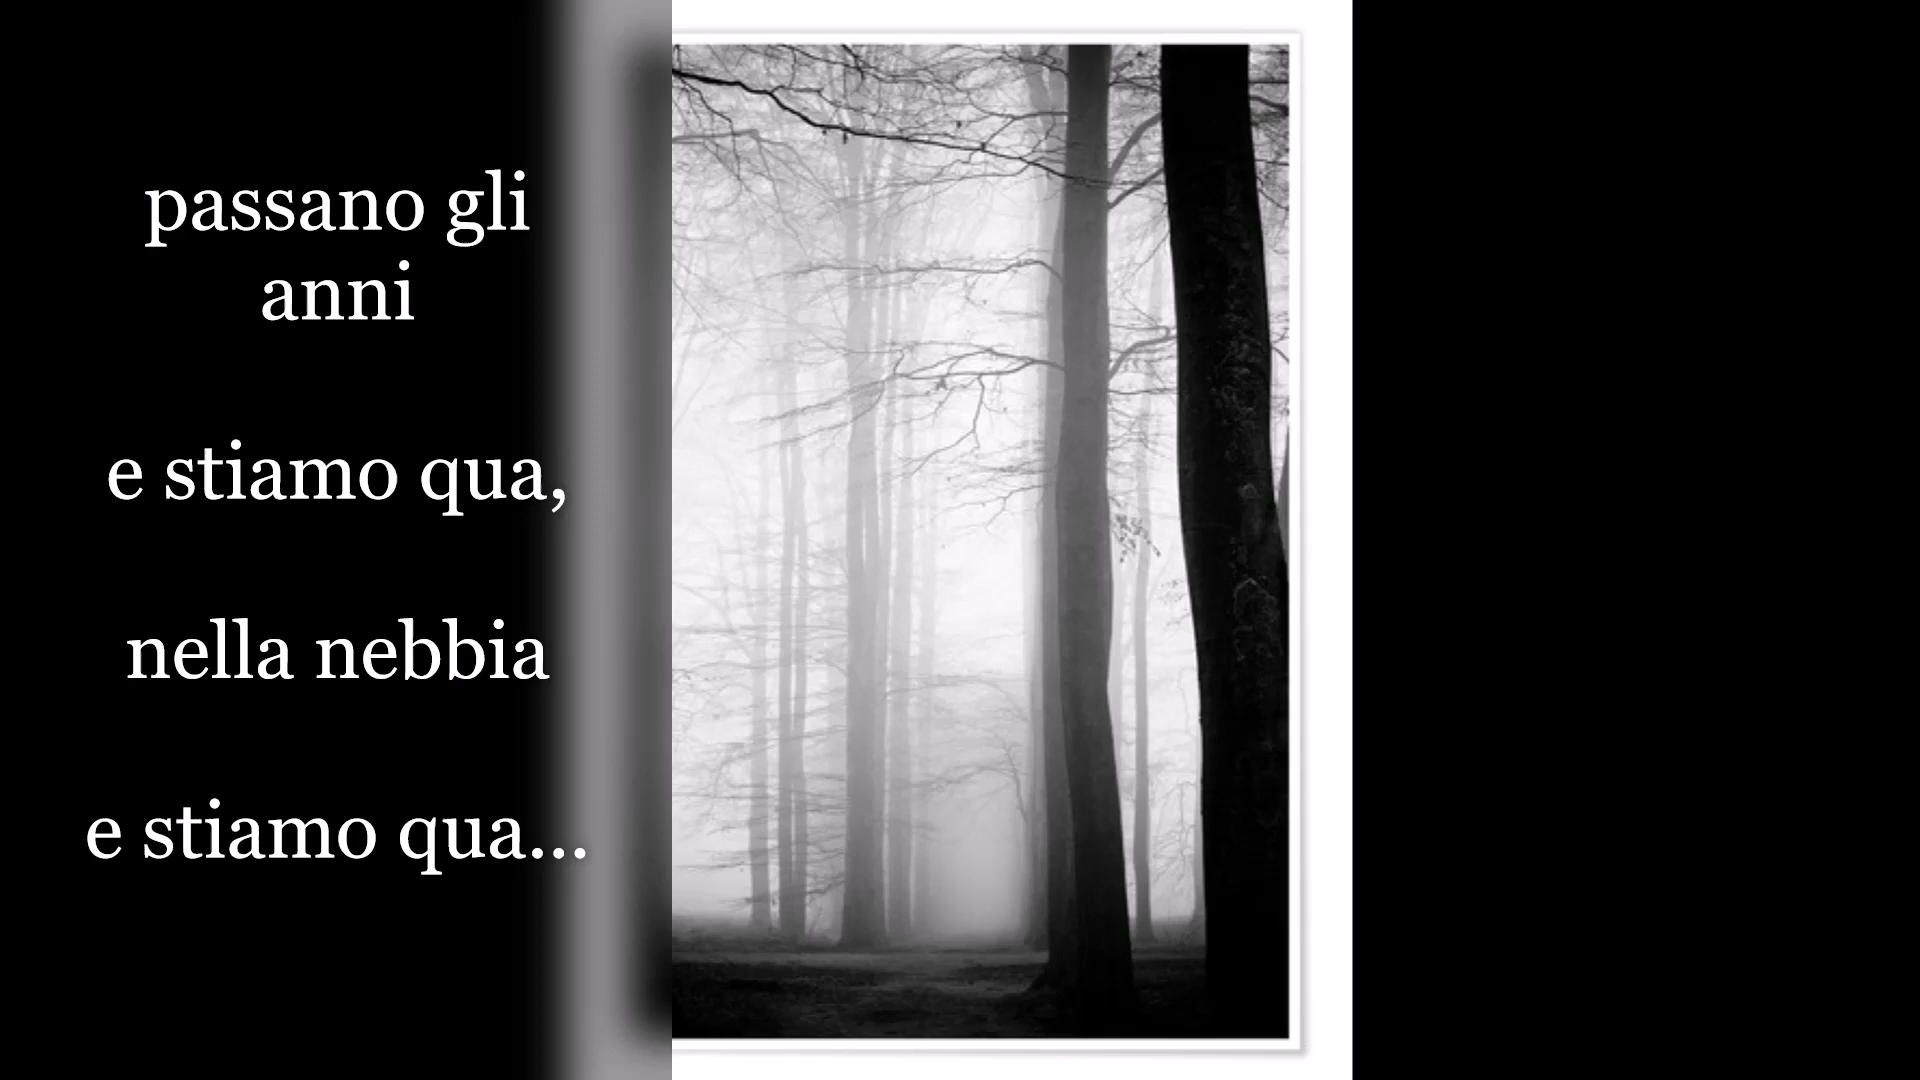 passano gli
anni
e stiamo qua,
nella nebbia
e stiamo qua...